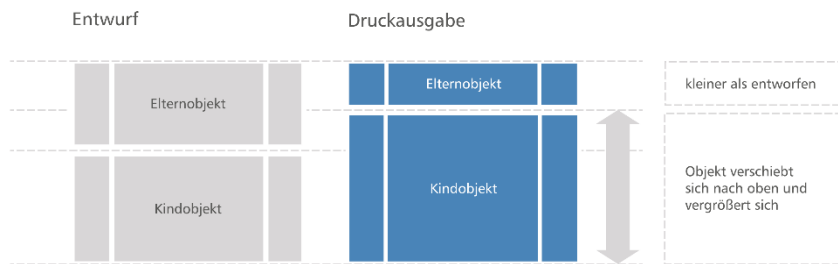 Entwurf
Druckausgabe
Elternobjekt
Elternobjekt
kleiner als entworfen
Kindobjekt
Kindobjekt
Objekt verschiebt
sich nach oben und
vergrößert sich